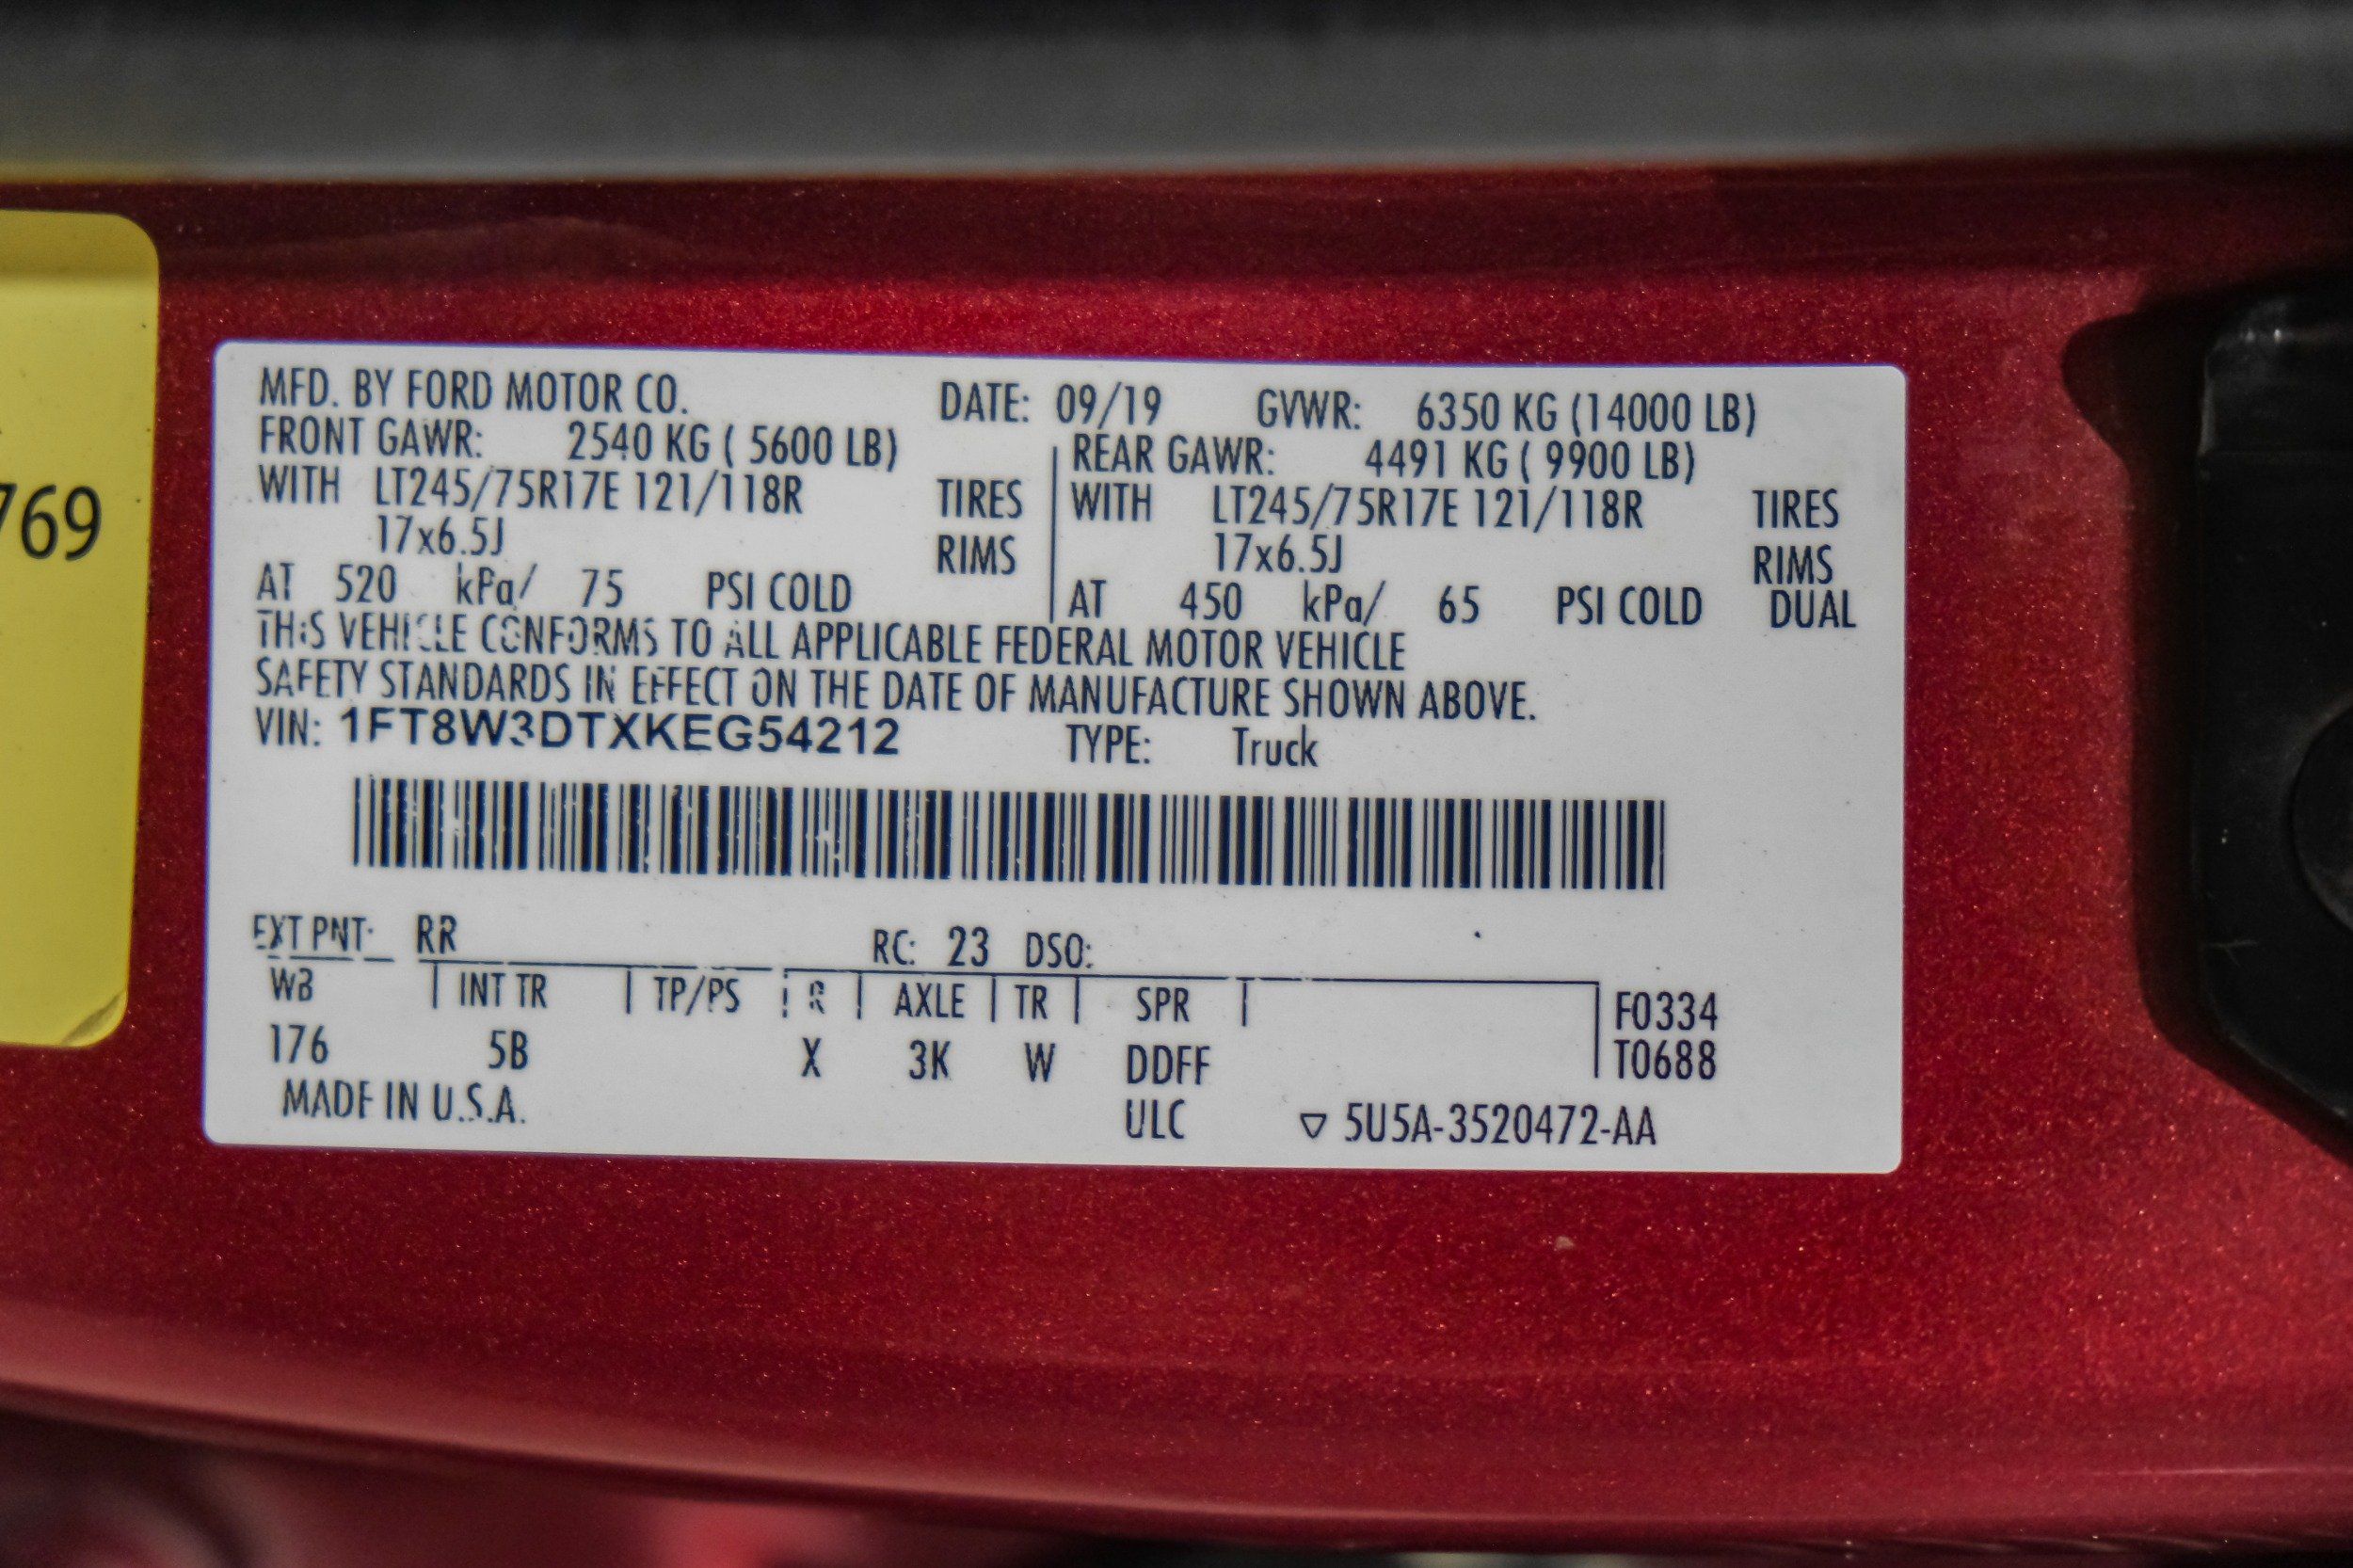 769
MFD. BY FORD MOTOR CO. DATE: 09/19 GVWR: 6350 KG (14000 LB)
FRONT GAWR: 2540 KG ( 5600 LB) REAR GAWR: 4491 KG ( 9900 LB)
WITH LT245/75R17E 121/118R TIRES WITH LT245/75R17E 121/118R TIRES
17x6.5J RIMS 17x6.5J RIMS
AT 520 kPa/ 75 PSI COLD AT 450 kPa/ 65 PSI COLD DUAL
THIS VEHICLE CONFORMS TO ALL APPLICABLE FEDERAL MOTOR VEHICLE
SAFETY STANDARDS IN EFFECT ON THE DATE OF MANUFACTURE SHOWN ABOVE.
VIN: 1FT8W3DTXKEG54212 TYPE: Truck
EXT PNT: RR RC: 23 DSO:
WB INT TR TP/PS R AXLE TR SPR F0334
176 5B X 3K W DDFF T0688
MADE IN U.S.A. ULC ▽ 5U5A-3520472-AA